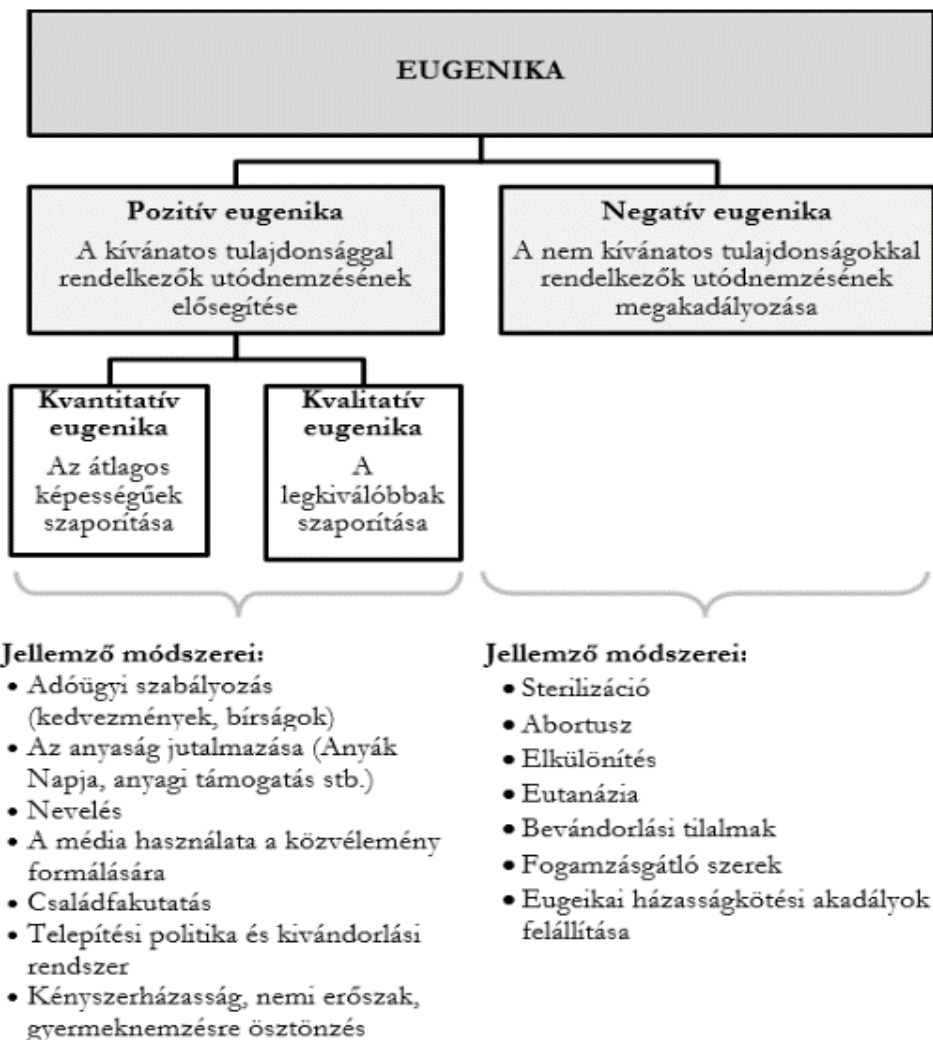 EUGENIKA
Pozitív eugenika
A kívánatos tulajdonsággal
rendelkezők utódnemzésének
elősegítése
Negatív eugenika
A nem kívánatos tulajdonságokkal
rendelkezők utódnemzésének
megakadályozása
Kvantitatív
eugenika
Az átlagos
képességűek
szaporítása
Kvalitatív
eugenika
A
legkiválóbbak
szaporítása
Jellemző módszerei:
• Adóügyi szabályozás
(kedvezmények, bírságok)
• Az anyaság jutalmazása (Anyák
Napja, anyagi támogatás stb.)
• Nevelés
• A média használata a közvélemény
formálására
• Családfakutatás
• Telepítési politika és kivándorlási
rendszer
• Kényszerházasság, nemi erőszak,
gyermeknemzésre ösztönzés
Jellemző módszerei:
• Sterilizáció
• Abortusz
• Elkülönítés
• Eutanázia
• Bevándorlási tilalmak
• Fogamzásgátló szerek
• Eugeikai házasságkötési akadályok
felállítása